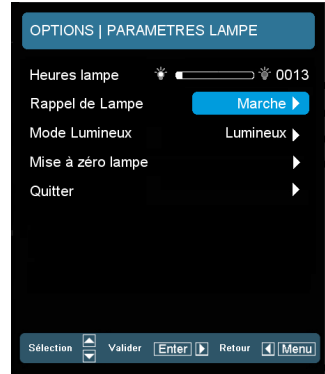 OPTIONS | PARAMETRES LAMPE
Heures lampe 0013
Rappel de Lampe Marche
Mode Lumineux Lumineux
Mise à zéro lampe
Quitter
Sélection Valider Enter Retour Menu